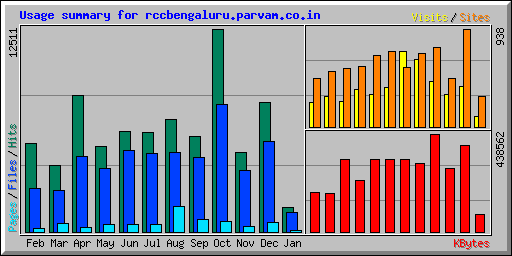 Usage summary for rccbengaluru.parvam.co.in
Visits / Sites
12511
938
Pages / Files / Hits
438562
Feb Mar Apr May Jun Jul Aug Sep Oct Nov Dec Jan
KBytes